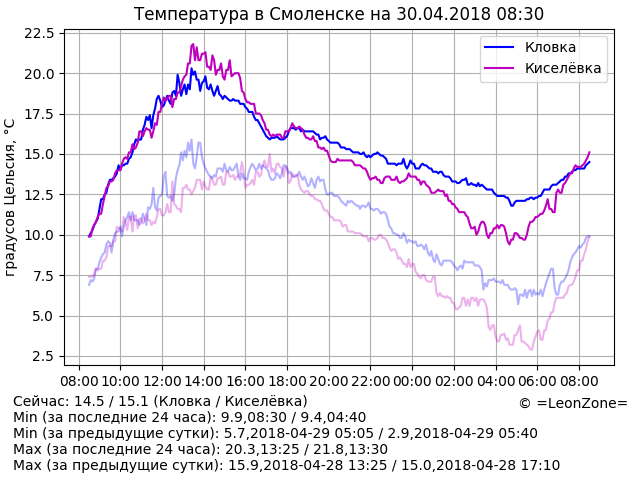 Температура в Смоленске на 30.04.2018 08:30
градусов Цельсия, °C
22.5
20.0
17.5
15.0
12.5
10.0
7.5
5.0
2.5
Кловка
Киселёвка
08:00 10:00 12:00 14:00 16:00 18:00 20:00 22:00 00:00 02:00 04:00 06:00 08:00
Сейчас: 14.5 / 15.1 (Кловка / Киселёвка)
© =LeonZone=
Min (за последние 24 часа): 9.9,08:30 / 9.4,04:40
Min (за предыдущие сутки): 5.7,2018-04-29 05:05 / 2.9,2018-04-29 05:40
Max (за последние 24 часа): 20.3,13:25 / 21.8,13:30
Max (за предыдущие сутки): 15.9,2018-04-28 13:25 / 15.0,2018-04-28 17:10